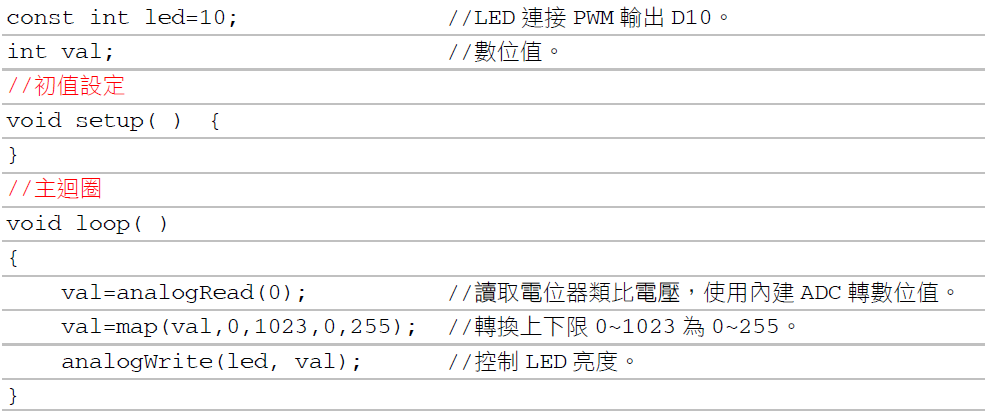 const int led=10; //LED 連接 PWM 輸出 D10。
int val; //數位值。
//初值設定
void setup( ) {
}
//主迴圈
void loop( )
{
val=analogRead(0); //讀取電位器類比電壓，使用內建 ADC 轉數位值。
val=map(val,0,1023,0,255); //轉換上下限 0~1023 為 0~255。
analogWrite(led, val); //控制 LED 亮度。
}